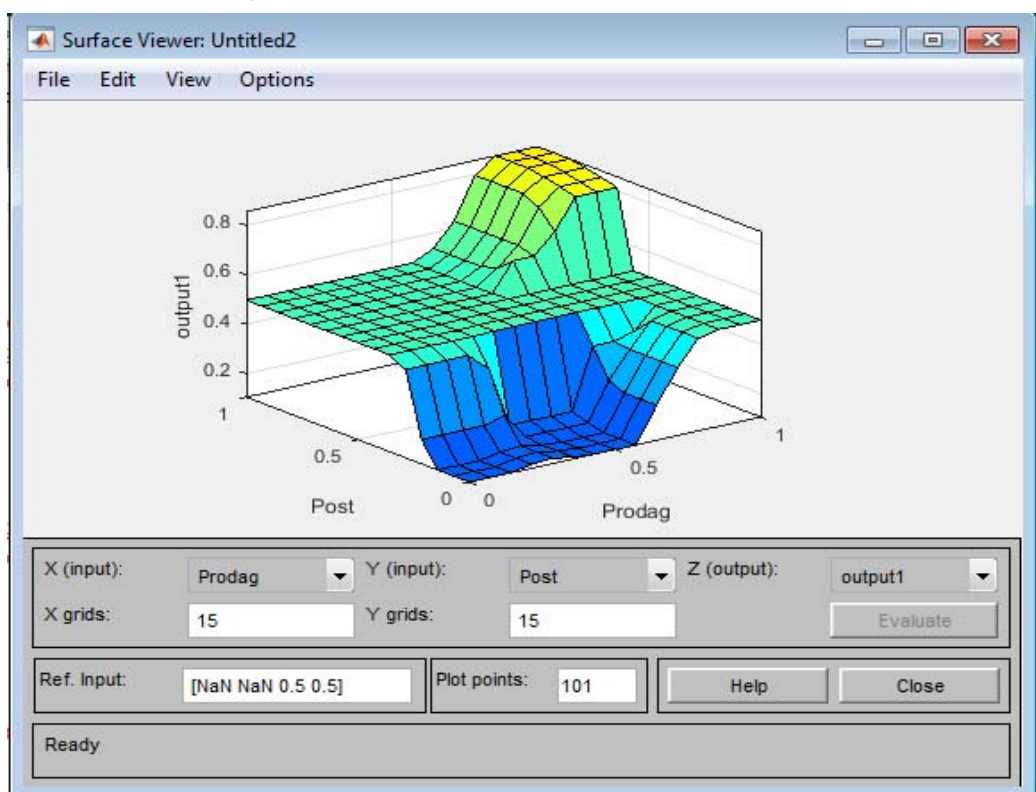 Surface Viewer: Untitled2
File Edit View Options
0.8
0.6
0.4
0.2
output1
1
0.5
0
Post
0
0.5
1
Prodag
X (input): Prodag Y (input): Post Z (output): output1
X grids: 15 Y grids: 15 Evaluate
Ref. Input: [NaN NaN 0.5 0.5] Plot points: 101 Help Close
Ready